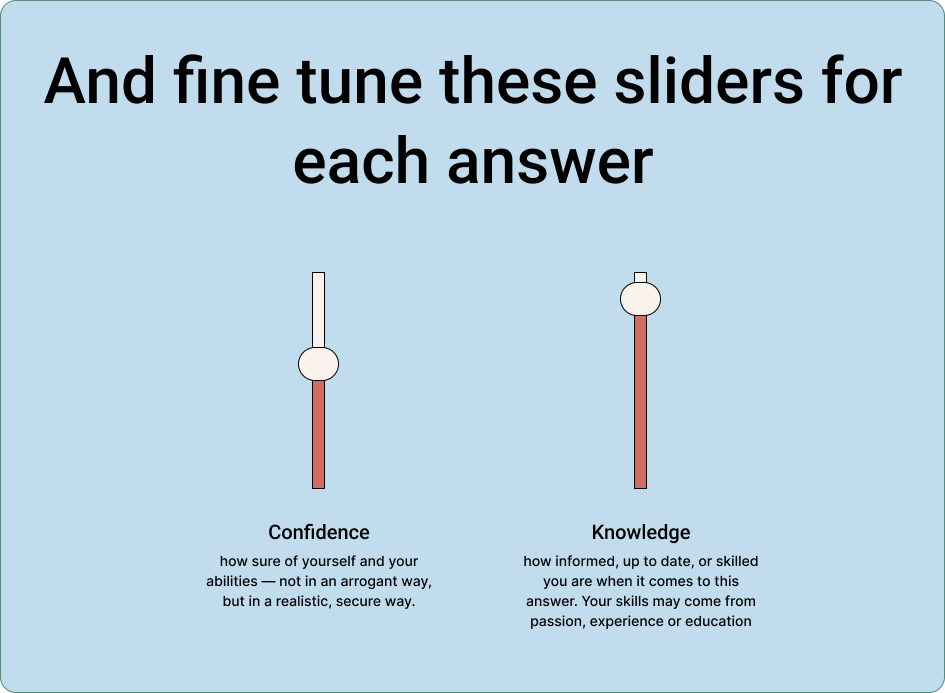 And fine tune these sliders for
each answer
Confidence
how sure of yourself and your
abilities — not in an arrogant way,
but in a realistic, secure way.
Knowledge
how informed, up to date, or skilled
you are when it comes to this
answer. Your skills may come from
passion, experience or education